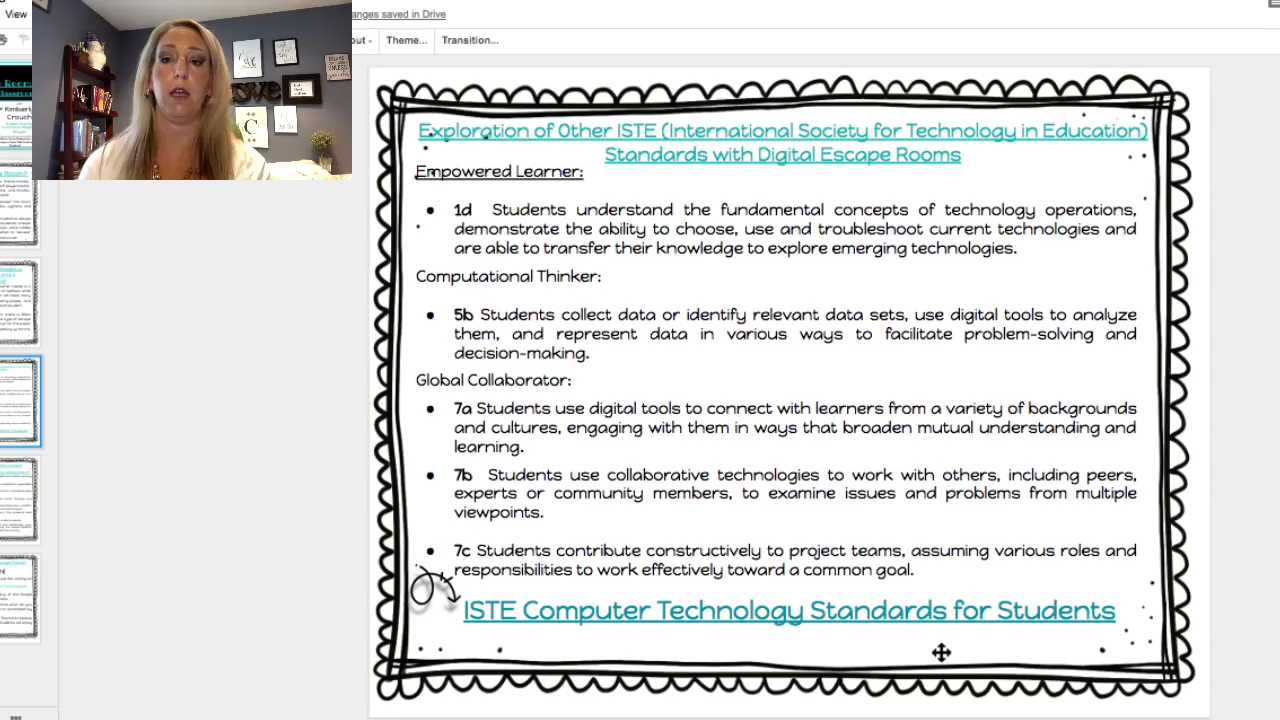 View
anges saved in Drive
out
Theme...
Transition...
Kimberly
Crouch
Exploration of Other ISTE (International Society for Technology in Education)
Standards with Digital Escape Rooms
Empowered Learner:
1d Students understand the fundamental concepts of technology operations,
demonstrate the ability to choose, use and troubleshoot current technologies and
are able to transfer their knowledge to explore emerging technologies.
Computational Thinker:
5b Students collect data or identify relevant data sets, use digital tools to analyze
them, and represent data in various ways to facilitate problem-solving and
decision-making.
Global Collaborator:
7a Students use digital tools to connect with learners from a variety of backgrounds
and cultures, engaging with them in ways that broaden mutual understanding and
learning.
7b Students use collaborative technologies to work with others, including peers,
experts or community members, to examine issues and problems from multiple
viewpoints.
7c Students contribute constructively to project teams, assuming various roles and
responsibilities to work effectively toward a common goal.
ISTE Computer Technology Standards for Students